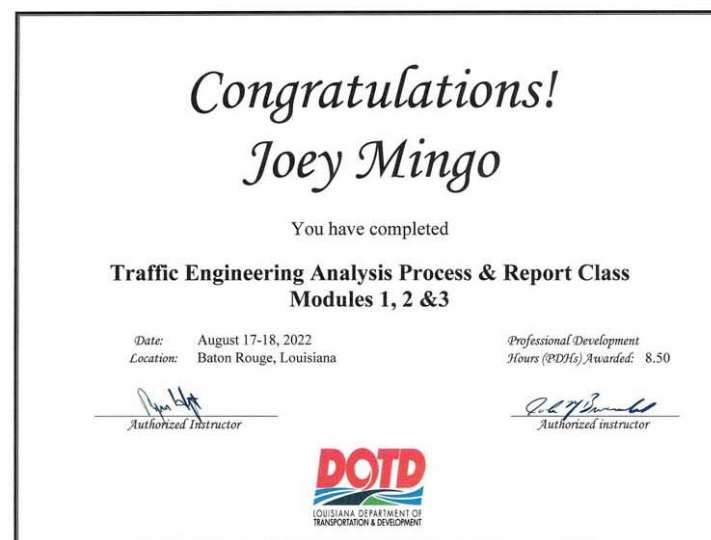 Congratulations!
Joey Mingo
You have completed
Traffic Engineering Analysis Process & Report Class
Modules 1, 2 &3
Date: August 17-18, 2022
Location: Baton Rouge, Louisiana
Professional Development
Hours (PDHs) Awarded: 8.50
Authorized Instructor
Authorized instructor
DOTD
LOUISIANA DEPARTMENT OF
TRANSPORTATION & DEVELOPMENT